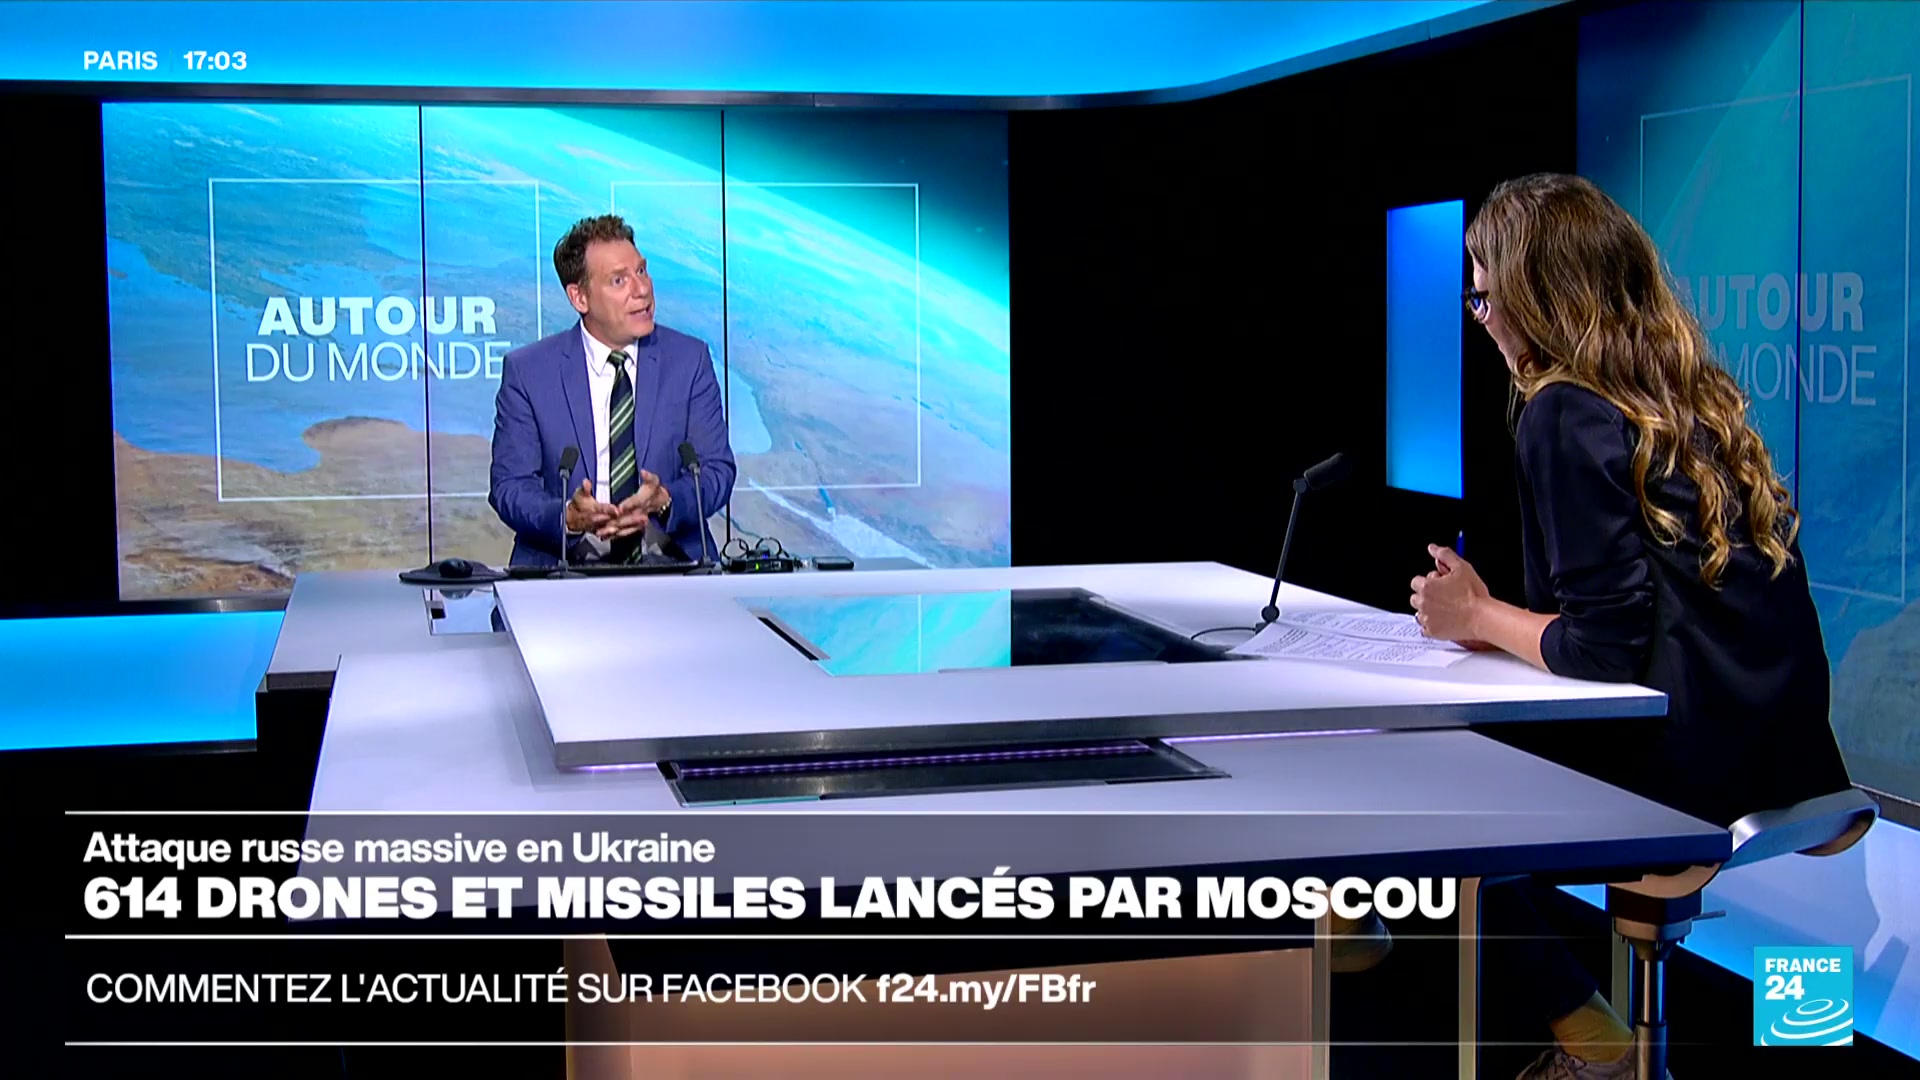 PARIS 17:03
AUTOUR
DU MONDE
AUTOUR
MONDE
Attaque russe massive en Ukraine
614 DRONES ET MISSILES LANCÉS PAR MOSCOU
COMMENTEZ L'ACTUALITÉ SUR FACEBOOK f24.my/FBfr
FRANCE
24